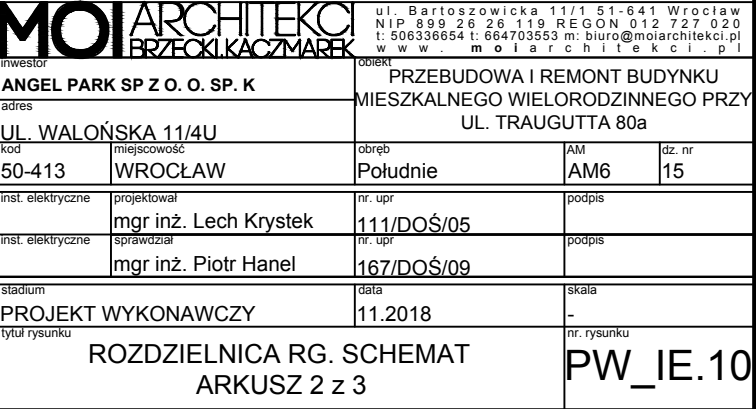 MOI ARCHITEKCI
BRZECKI.KACZMAREK
ul. Bartoszowicka 11/1 51-641 Wrocław
NIP 899 26 26 119 REGON 012 727 020
t: 506336654 t: 664703553 m: biuro@moiarchitekci.pl
www.moiarchitekci.pl
inwestor
ANGEL PARK SP Z O. O. SP. K
obiekt
PRZEBUDOWA I REMONT BUDYNKU
MIESZKALNEGO WIELORODZINNEGO PRZY
UL. TRAUGUTTA 80a
adres
UL. WALOŃSKA 11/4U
kod miejscowość obręb AM dz. nr
50-413 WROCŁAW Południe AM6 15
inst. elektryczne projektował nr. upr podpis
mgr inż. Lech Krystek 111/DOŚ/05
inst. elektryczne sprawdział nr. upr podpis
mgr inż. Piotr Hanel 167/DOŚ/09
stadium data skala
PROJEKT WYKONAWCZY 11.2018 -
tytuł rysunku nr. rysunku
ROZDZIELNICA RG. SCHEMAT
ARKUSZ 2 z 3
PW_IE.10